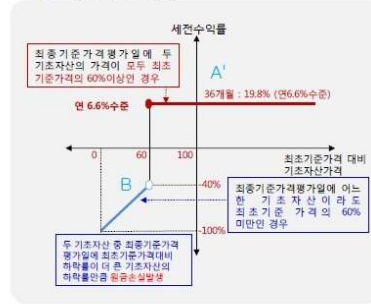 세전수익률
최종기준가격평가일에 두
기초자산의 가격이 모두 최초
기준가격의 60%이상인 경우
A'
36개월 : 19.8% (연6.6%수준)
연 6.6%수준
0
60
100
최초기준가격 대비
기초자산가격
B
-40%
최종기준가격평가일에 어느
한 기초자산이라도
최초기준 가격의 60%
미만인 경우
-100%
두 기초자산 중 최종기준가격
평가일에 최초기준가격대비
하락률이 더 큰 기초자산의
하락률만큼 원금손실발생